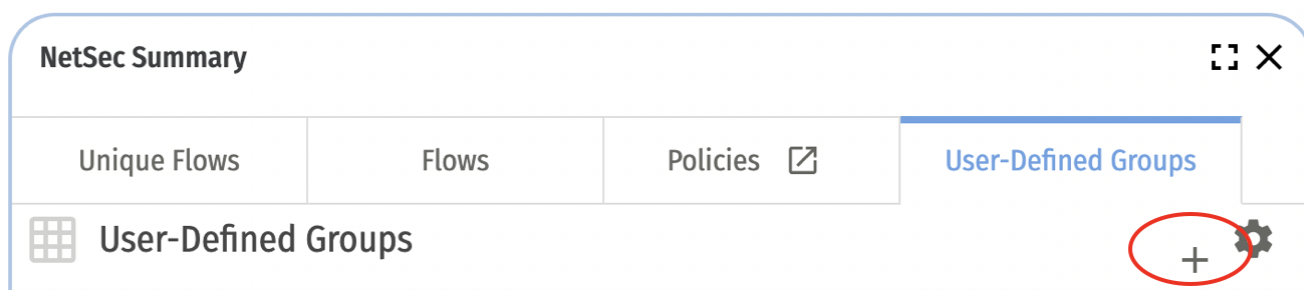 NetSec Summary
Unique Flows
Flows
Policies
User-Defined Groups
User-Defined Groups